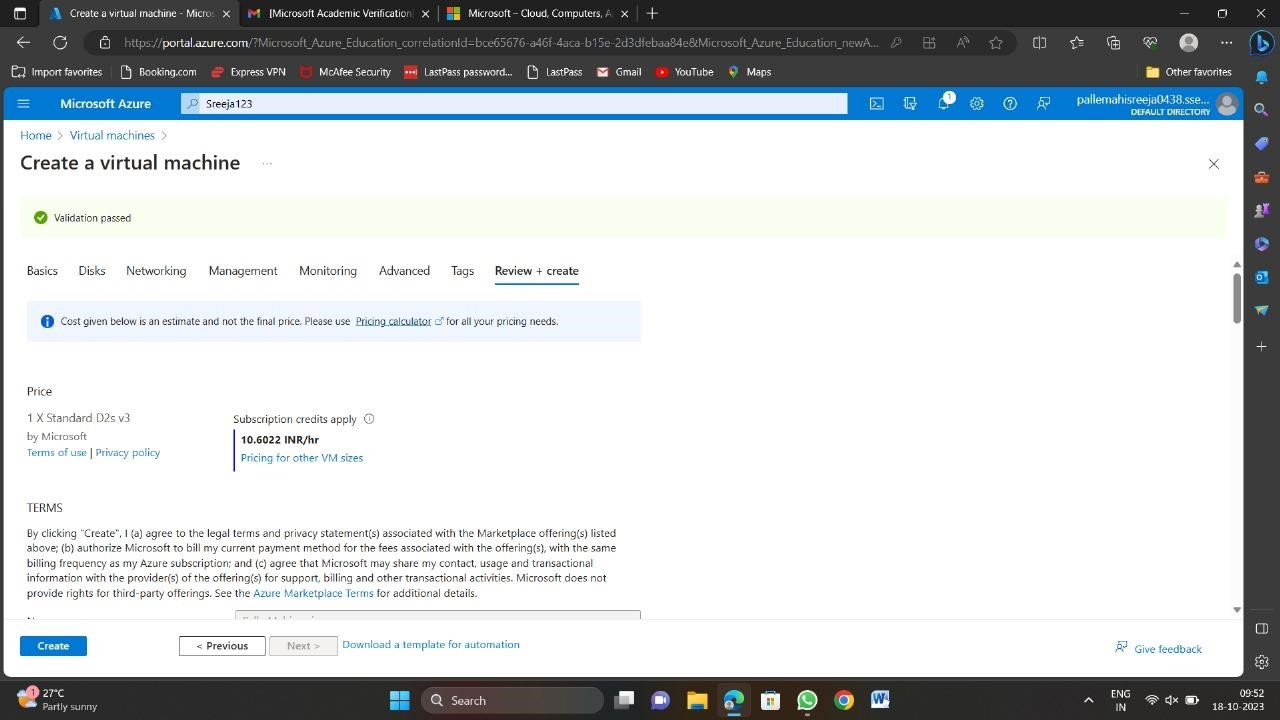 Create a virtual machine - Micros
[Microsoft Academic Verification]
Microsoft – Cloud, Computers, A
https://portal.azure.com/?Microsoft_Azure_Education_correlationId=bce65676-a46f-4aca-b15e-2d3dfebaa84e&Microsoft_Azure_Education_newA...
Import favorites
Booking.com
Express VPN
McAfee Security
LastPass password...
LastPass
Gmail
YouTube
Maps
Other favorites
Microsoft Azure
Sreeja123
1
pallemahisreeja0438.sse...
DEFAULT DIRECTORY
Home > Virtual machines >
Create a virtual machine ...
Validation passed
Basics Disks Networking Management Monitoring Advanced Tags Review + create
Cost given below is an estimate and not the final price. Please use Pricing calculator for all your pricing needs.
Price
1 X Standard D2s v3
by Microsoft
Terms of use | Privacy policy
Subscription credits apply
10.6022 INR/hr
Pricing for other VM sizes
TERMS
By clicking "Create", I (a) agree to the legal terms and privacy statement(s) associated with the Marketplace offering(s) listed
above; (b) authorize Microsoft to bill my current payment method for the fees associated with the offering(s), with the same
billing frequency as my Azure subscription; and (c) agree that Microsoft may share my contact, usage and transactional
information with the provider(s) of the offering(s) for support, billing and other transactional activities. Microsoft does not
provide rights for third-party offerings. See the Azure Marketplace Terms for additional details.
Create
< Previous
Next >
Download a template for automation
Give feedback
1
27°C
Partly sunny
Search
ENG
IN
09:52
18-10-2023